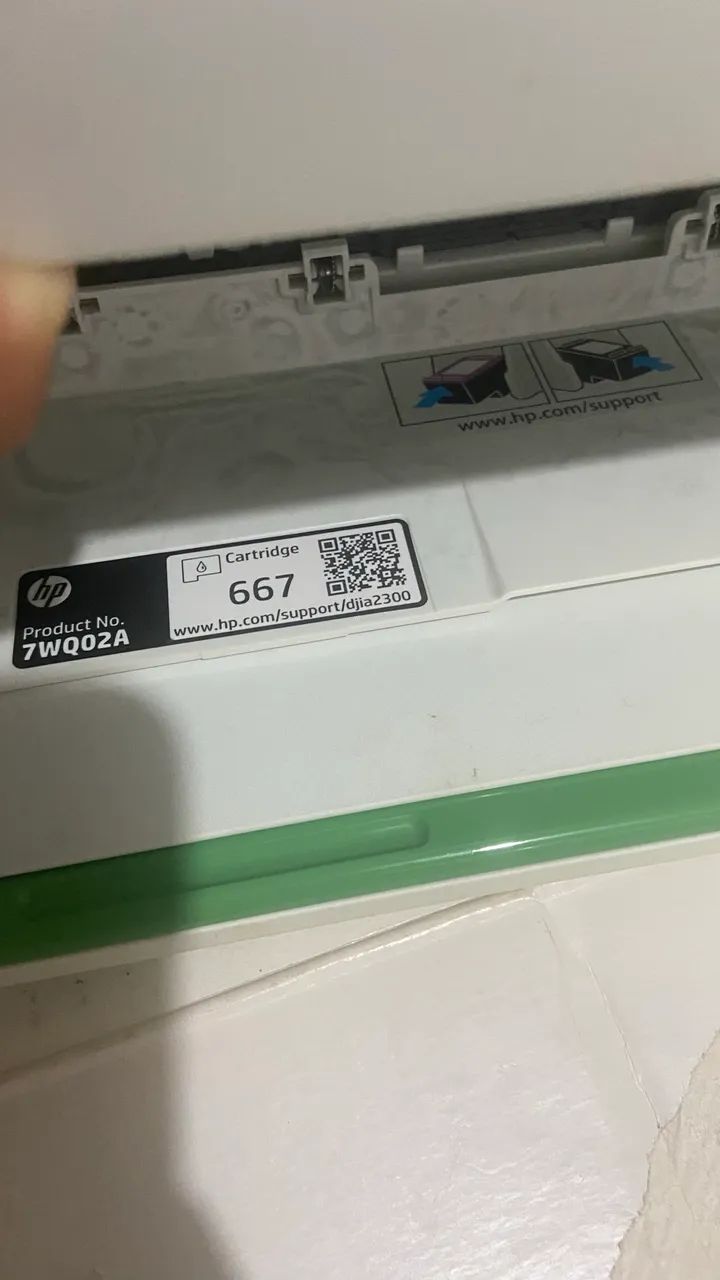 www.hp.com/support
hp
Product No.
7WQ02A
Cartridge
667
www.hp.com/support/djia2300